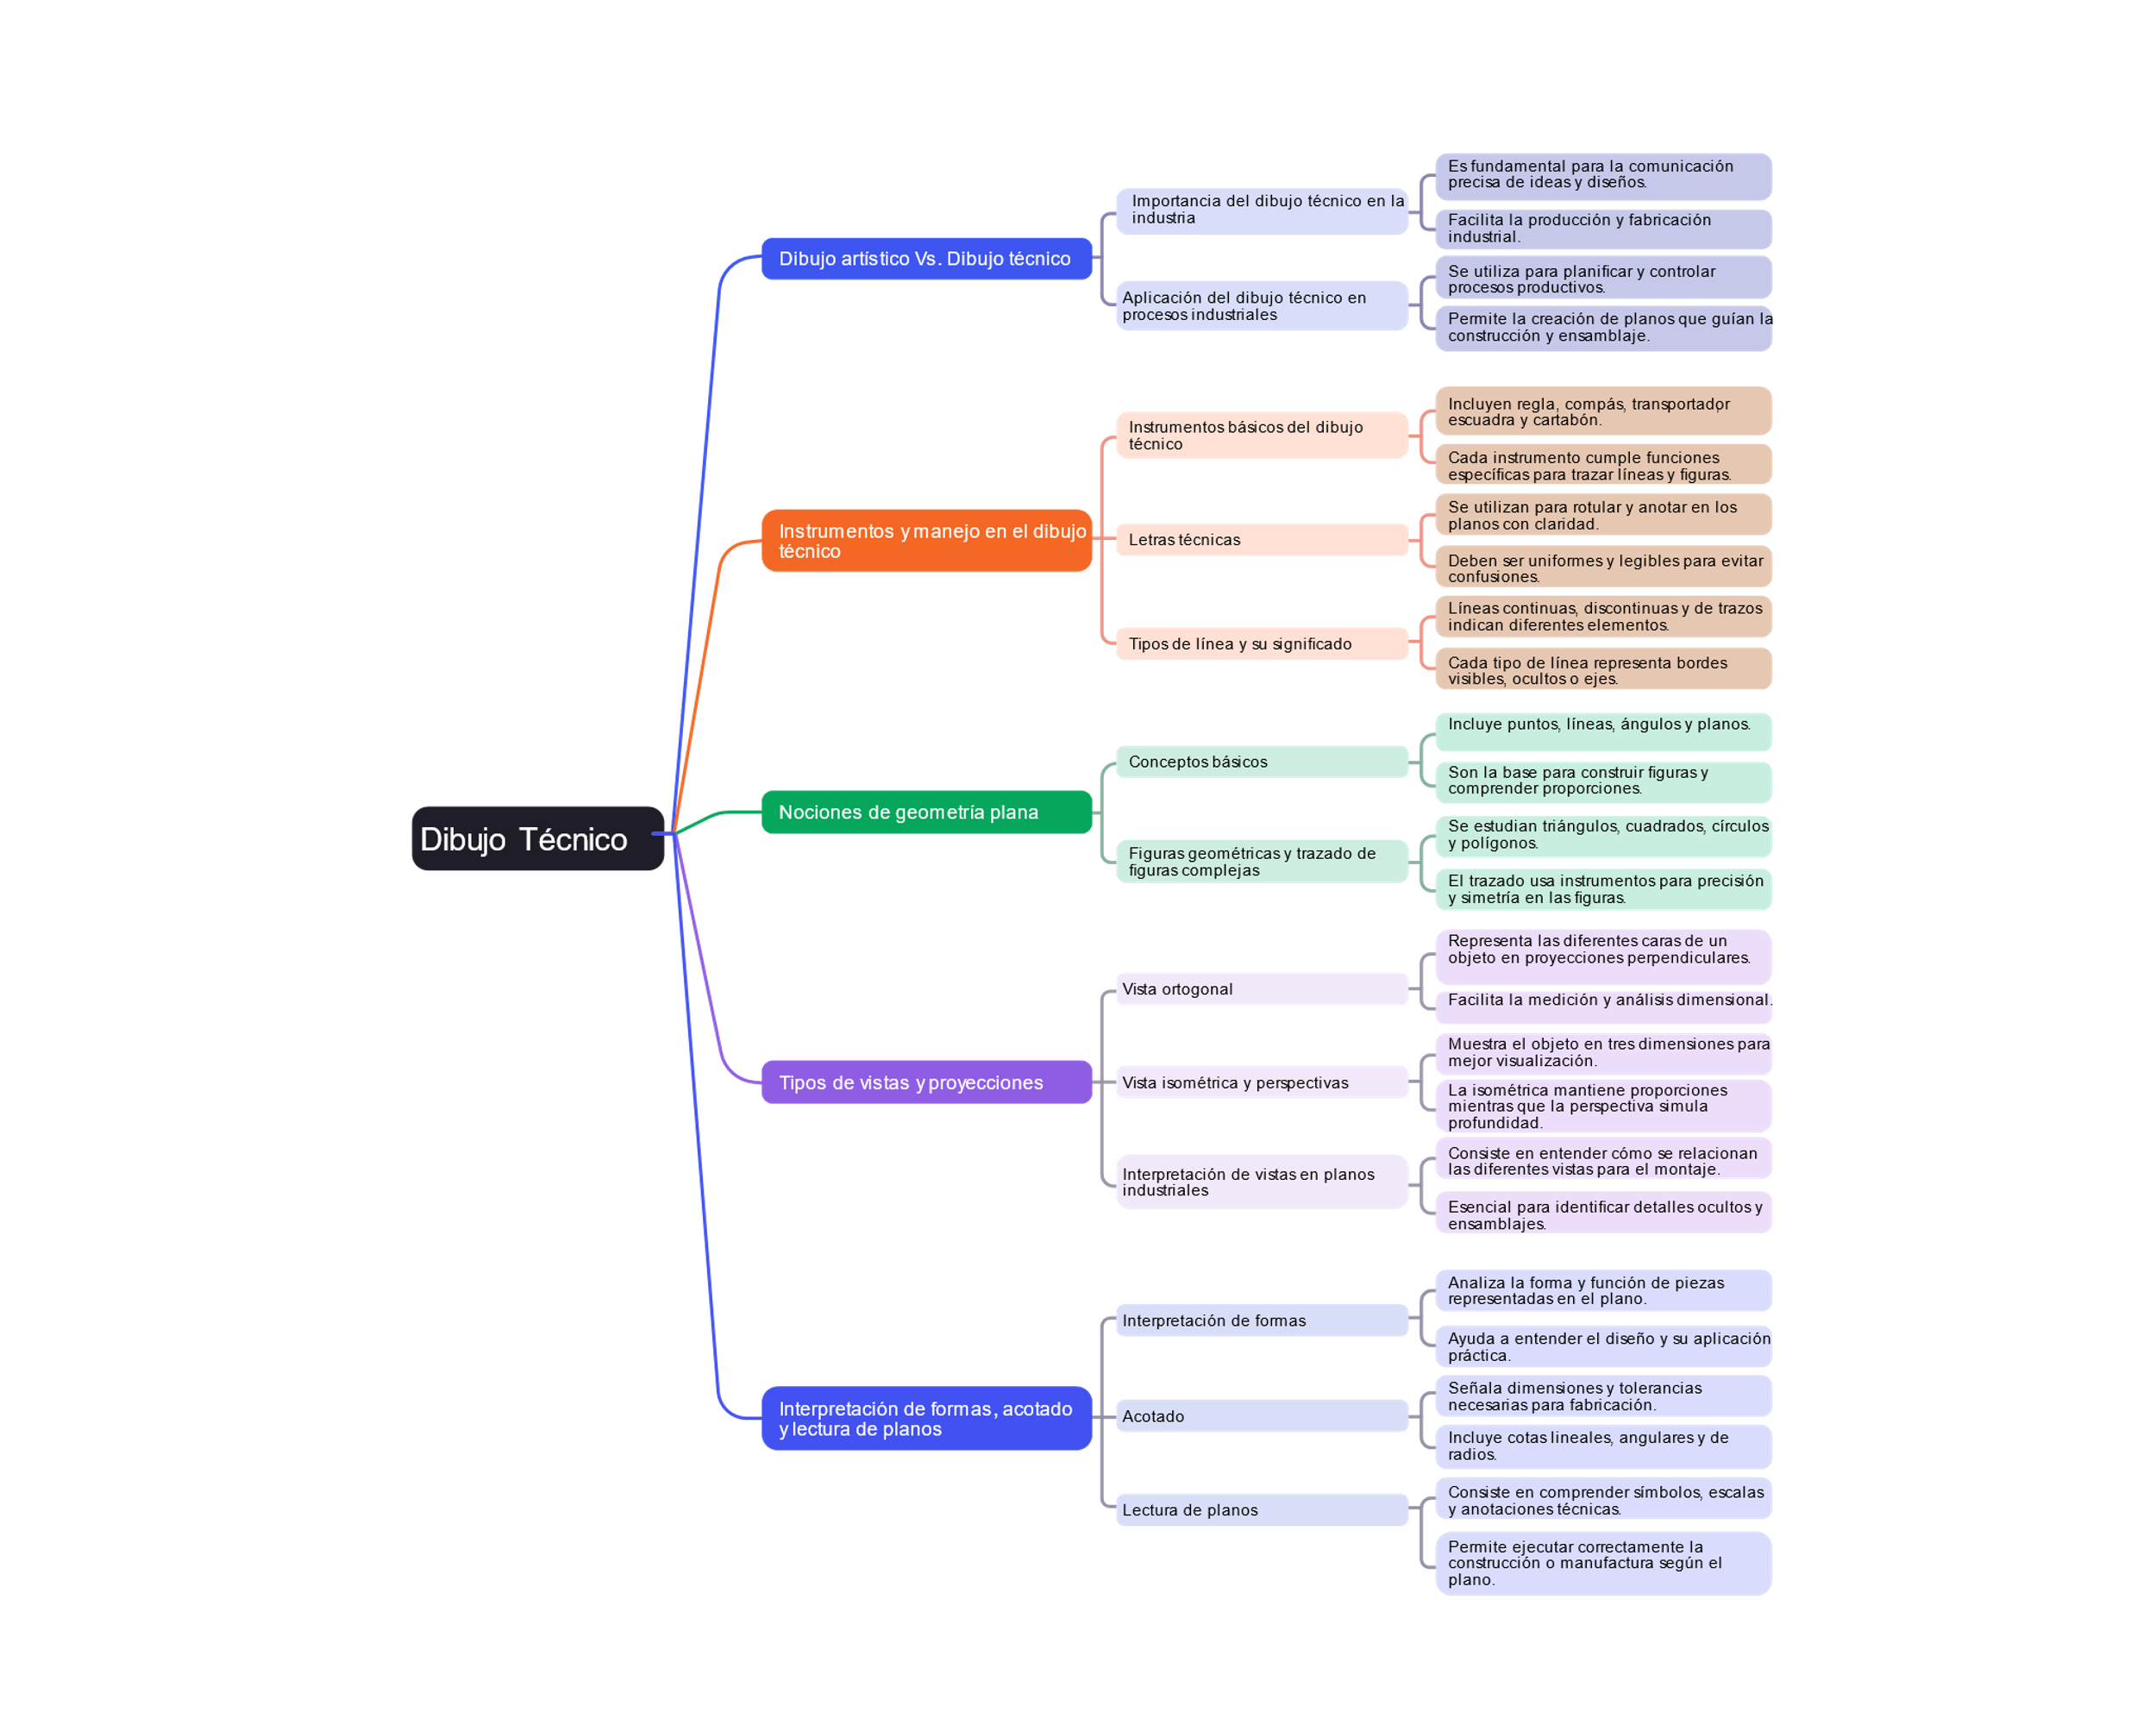 Dibujo Técnico
Dibujo artístico Vs. Dibujo técnico
Importancia del dibujo técnico en la
industria
Es fundamental para la comunicación
precisa de ideas y diseños.
Facilita la producción y fabricación
industrial.
Aplicación del dibujo técnico en
procesos industriales
Se utiliza para planificar y controlar
procesos productivos.
Permite la creación de planos que guían la
construcción y ensamblaje.
Instrumentos y manejo en el dibujo
técnico
Instrumentos básicos del dibujo
técnico
Incluyen regla, compás, transportador,
escuadra y cartabón.
Cada instrumento cumple funciones
específicas para trazar líneas y figuras.
Letras técnicas
Se utilizan para rotular y anotar en los
planos con claridad.
Deben ser uniformes y legibles para evitar
confusiones.
Tipos de línea y su significado
Líneas continuas, discontinuas y de trazos
indican diferentes elementos.
Cada tipo de línea representa bordes
visibles, ocultos o ejes.
Nociones de geometría plana
Conceptos básicos
Incluye puntos, líneas, ángulos y planos.
Son la base para construir figuras y
comprender proporciones.
Figuras geométricas y trazado de
figuras complejas
Se estudian triángulos, cuadrados, círculos
y polígonos.
El trazado usa instrumentos para precisión
y simetría en las figuras.
Tipos de vistas y proyecciones
Vista ortogonal
Representa las diferentes caras de un
objeto en proyecciones perpendiculares.
Facilita la medición y análisis dimensional.
Vista isométrica y perspectivas
Muestra el objeto en tres dimensiones para
mejor visualización.
La isométrica mantiene proporciones
mientras que la perspectiva simula
profundidad.
Interpretación de vistas en planos
industriales
Consiste en entender cómo se relacionan
las diferentes vistas para el montaje.
Esencial para identificar detalles ocultos y
ensamblajes.
Interpretación de formas, acotado
y lectura de planos
Interpretación de formas
Analiza la forma y función de piezas
representadas en el plano.
Ayuda a entender el diseño y su aplicación
práctica.
Acotado
Señala dimensiones y tolerancias
necesarias para fabricación.
Incluye cotas lineales, angulares y de
radios.
Lectura de planos
Consiste en comprender símbolos, escalas
y anotaciones técnicas.
Permite ejecutar correctamente la
construcción o manufactura según el
plano.